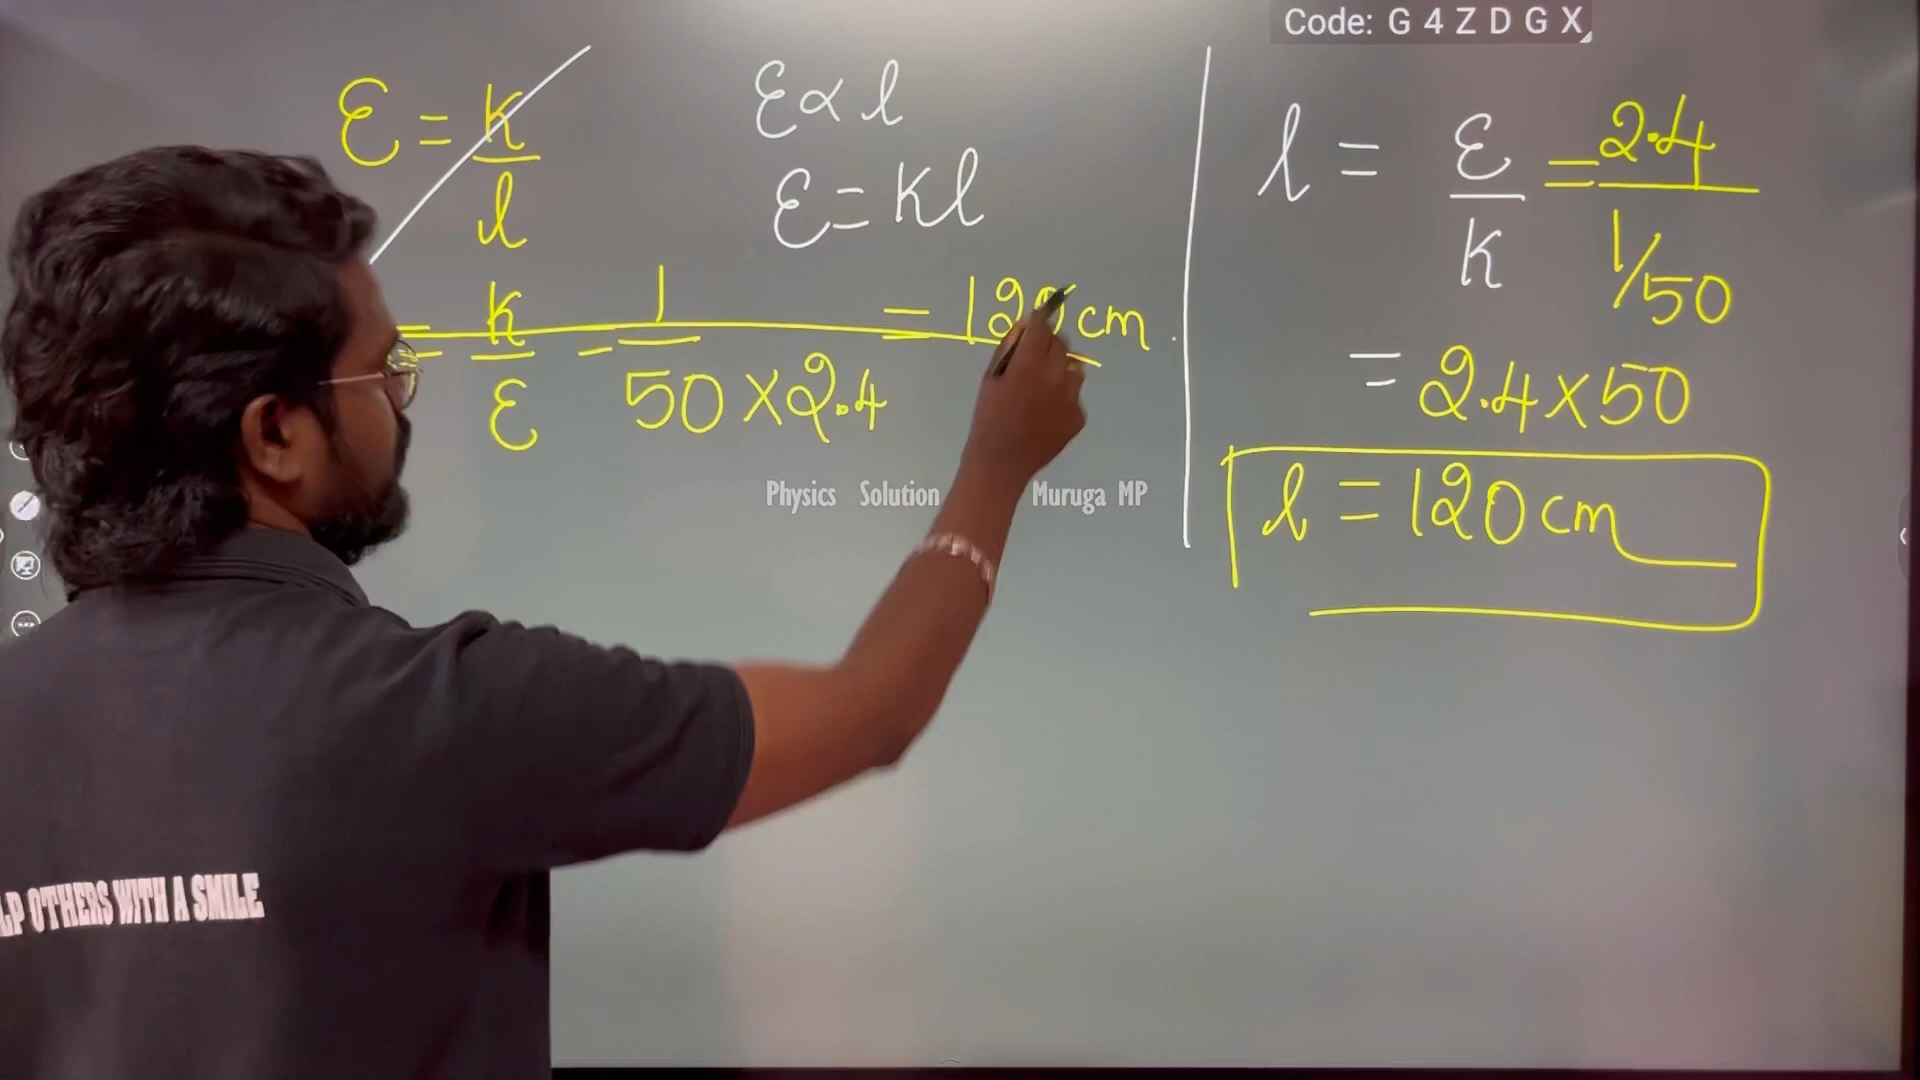 Code: G 4 Z D G X
ε = k/l
= k/ε = 1/(50 × 2.4) = 120 cm
ε ∝ l
ε = kl
l = ε/k = 2.4/(1/50)
= 2.4 × 50
l = 120 cm
Physics Solution Muruga MP
LP OTHERS WITH A SMILE